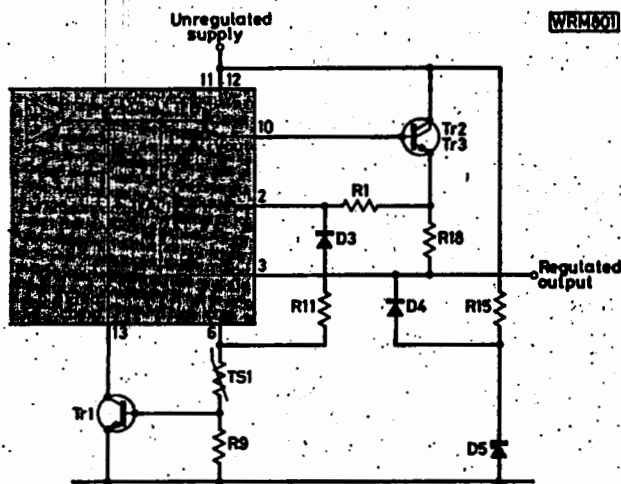 Unregulated
supply
WRM801
11 12
10
Tr2
Tr3
2
R1
D3
R18
3
Regulated
output
R11
D4
R15
13
6
TS1
Tr1
R9
D5